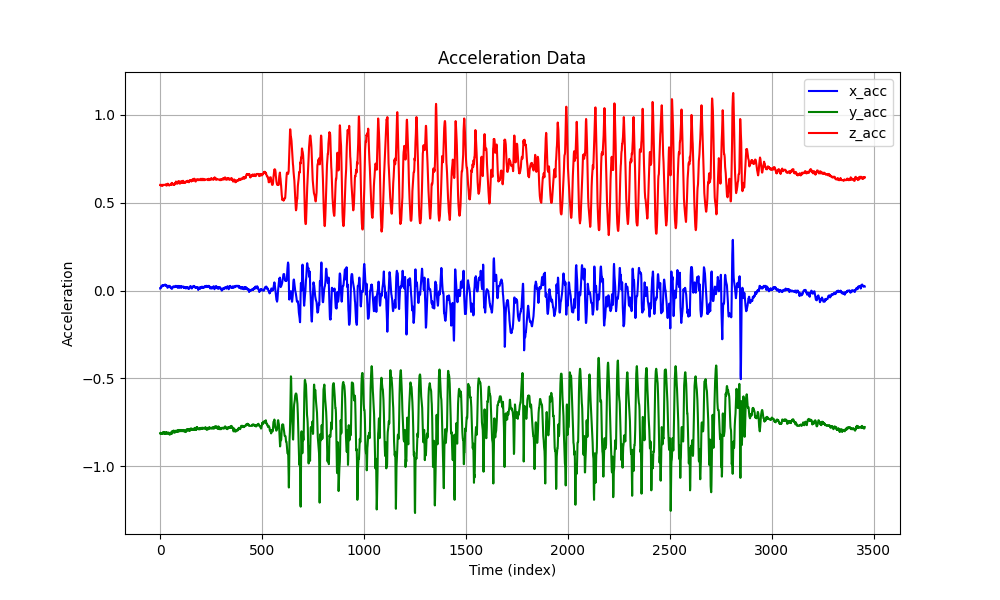 Acceleration Data
x_acc
y_acc
z_acc
1.0
0.5
0.0
−0.5
−1.0
Acceleration
0
500
1000
1500
2000
2500
3000
3500
Time (index)